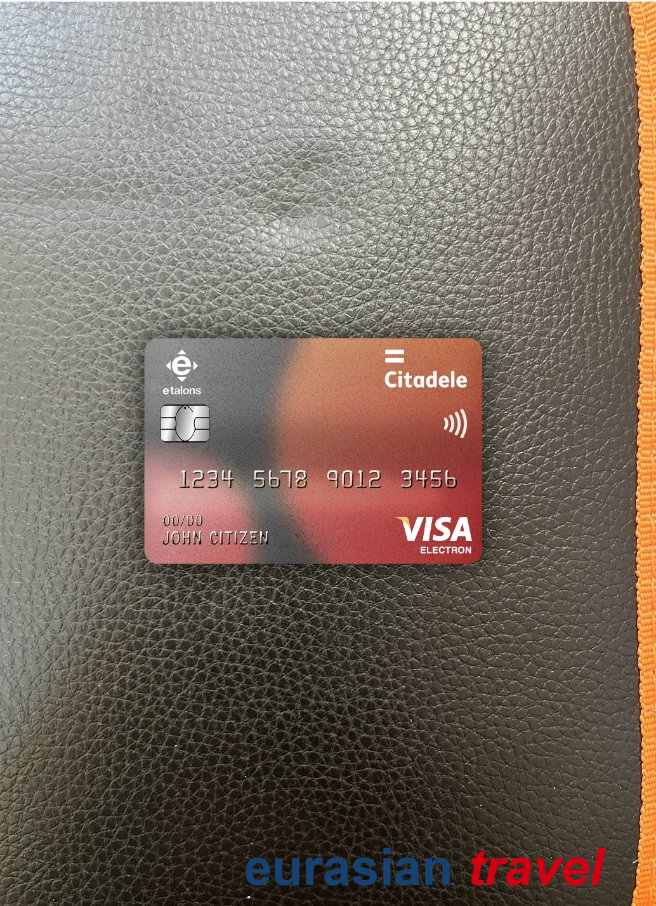 etalons
Citadele
1234 5678 9012 3456
00/00
JOHN CITIZEN
VISA
ELECTRON
eurasian travel